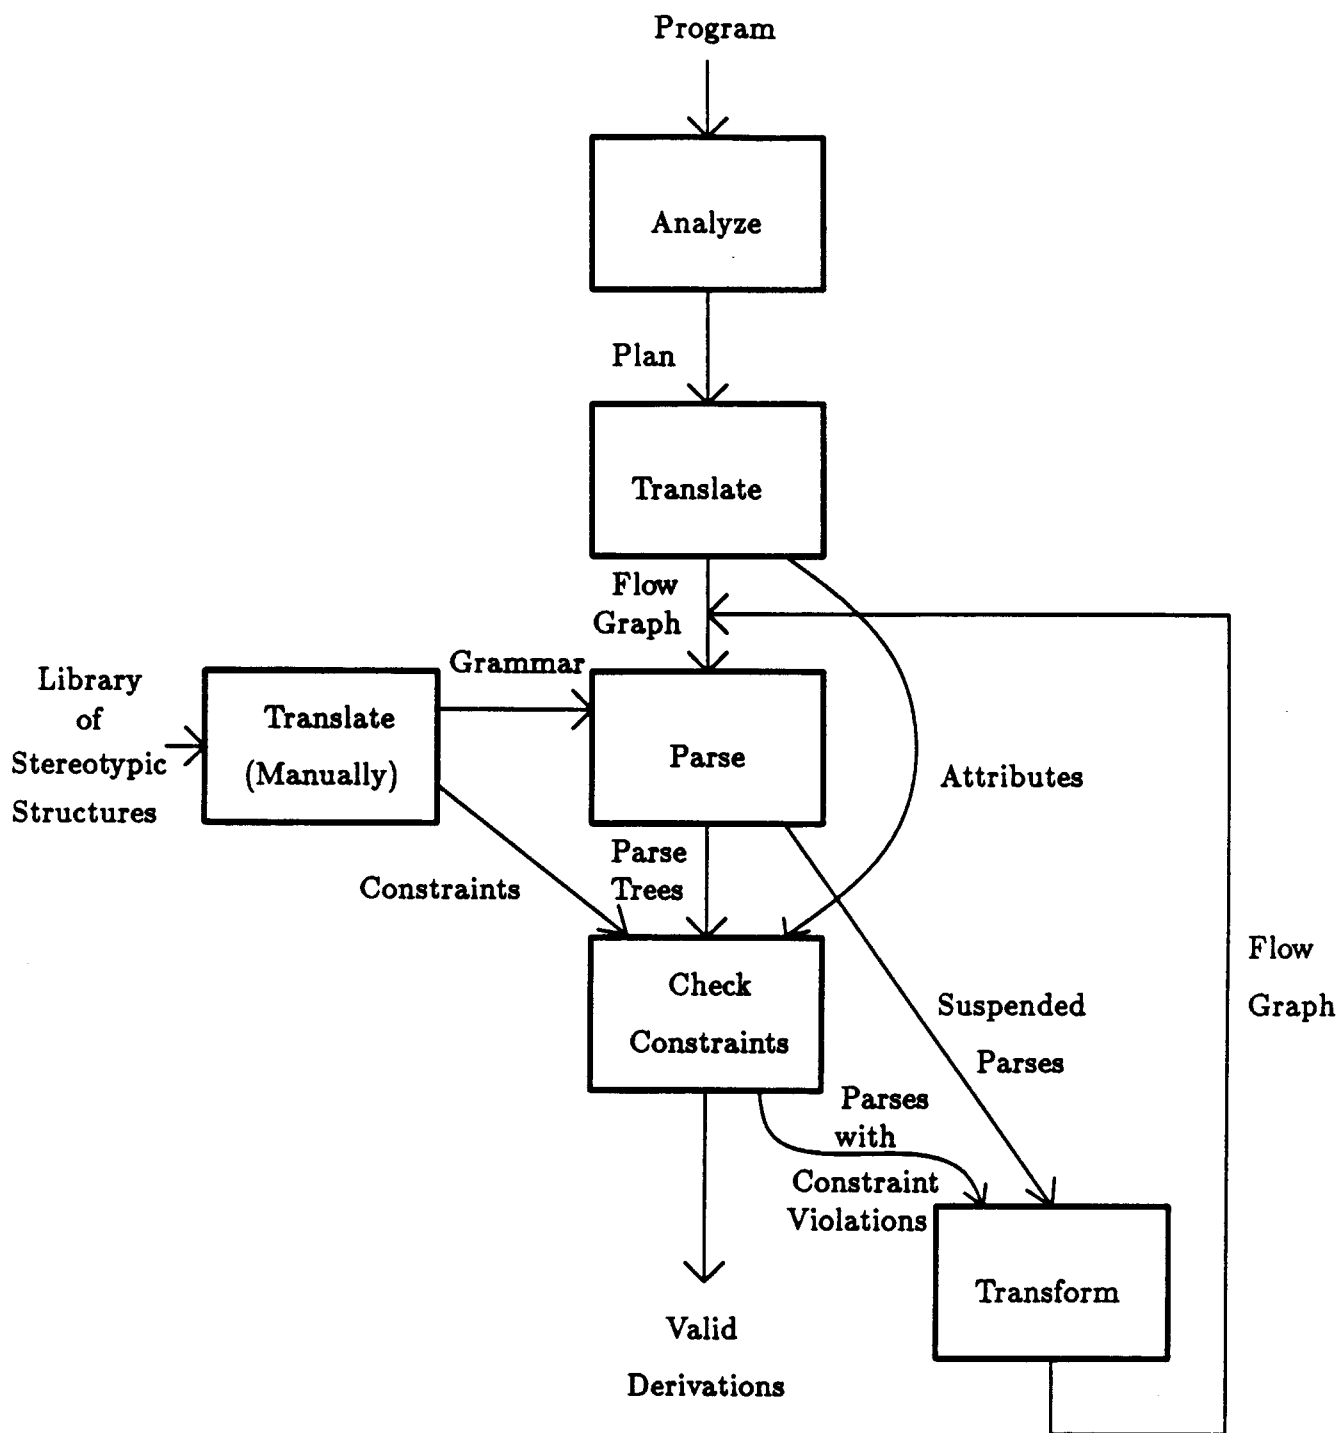 Program
Analyze
Plan
Translate
Flow
Graph
Grammar
Library
of
Stereotypic
Structures
Translate
(Manually)
Parse
Attributes
Parse
Trees
Constraints
Check
Constraints
Suspended
Parses
Flow
Graph
Parses
with
Constraint
Violations
Transform
Valid
Derivations